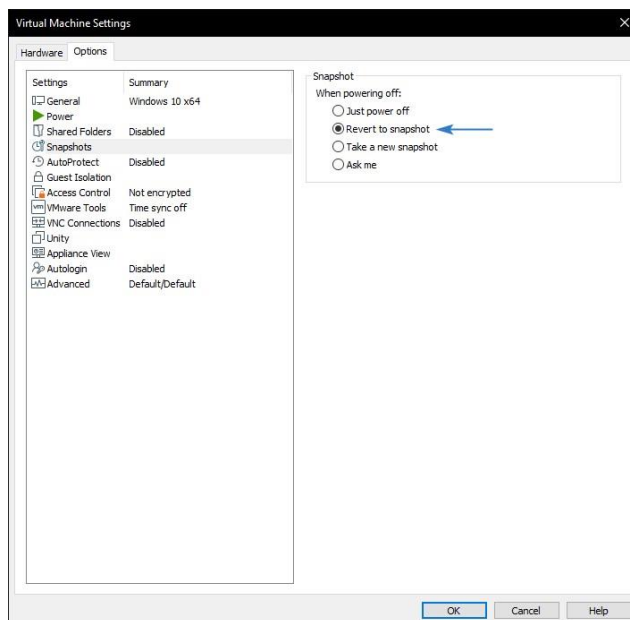 Virtual Machine Settings
Hardware Options
Settings Summary
General Windows 10 x64
Power
Shared Folders Disabled
Snapshots
AutoProtect Disabled
Guest Isolation
Access Control Not encrypted
vm VMware Tools Time sync off
VNC Connections Disabled
Unity
Appliance View
Autologin Disabled
Advanced Default/Default
Snapshot
When powering off:
Just power off
Revert to snapshot
Take a new snapshot
Ask me
OK Cancel Help